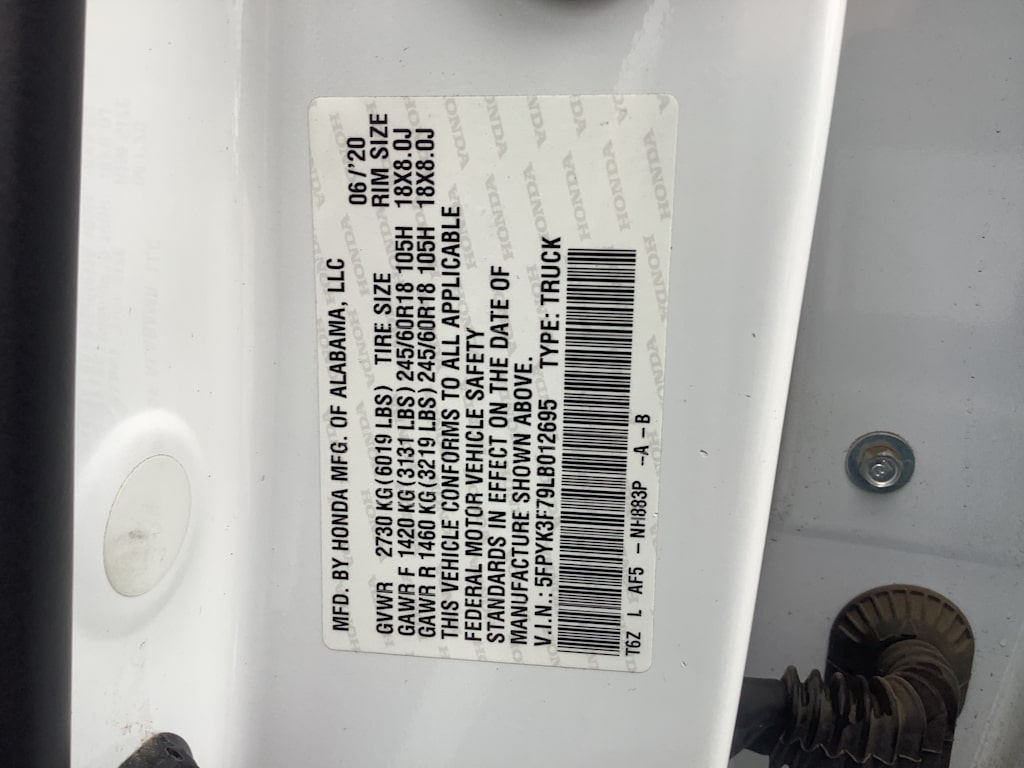 MFD. BY HONDA MFG. OF ALABAMA, LLC 06/'20
GVWR 2730 KG (6019 LBS) TIRE SIZE RIM SIZE
GAWR F 1420 KG (3131 LBS) 245/60R18 105H 18X8.0J
GAWR R 1460 KG (3219 LBS) 245/60R18 105H 18X8.0J
THIS VEHICLE CONFORMS TO ALL APPLICABLE
FEDERAL MOTOR VEHICLE SAFETY
STANDARDS IN EFFECT ON THE DATE OF
MANUFACTURE SHOWN ABOVE.
V.I.N.: 5FPYK3F79LB012695 TYPE: TRUCK
T6Z L AF5 - NH883P -A - B